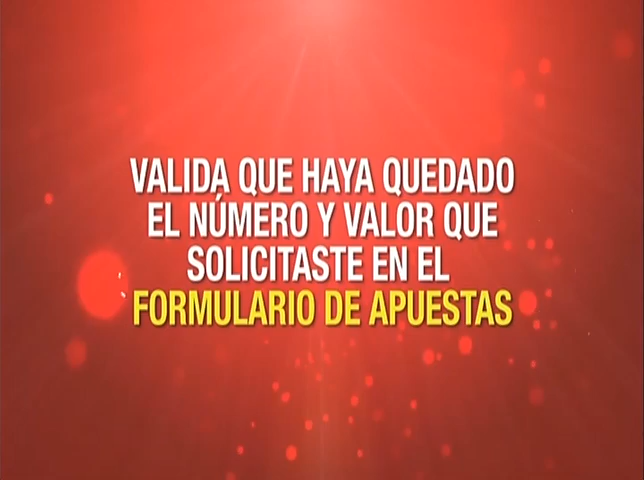 VALIDA QUE HAYA QUEDADO
EL NÚMERO Y VALOR QUE
SOLICITASTE EN EL
FORMULARIO DE APUESTAS